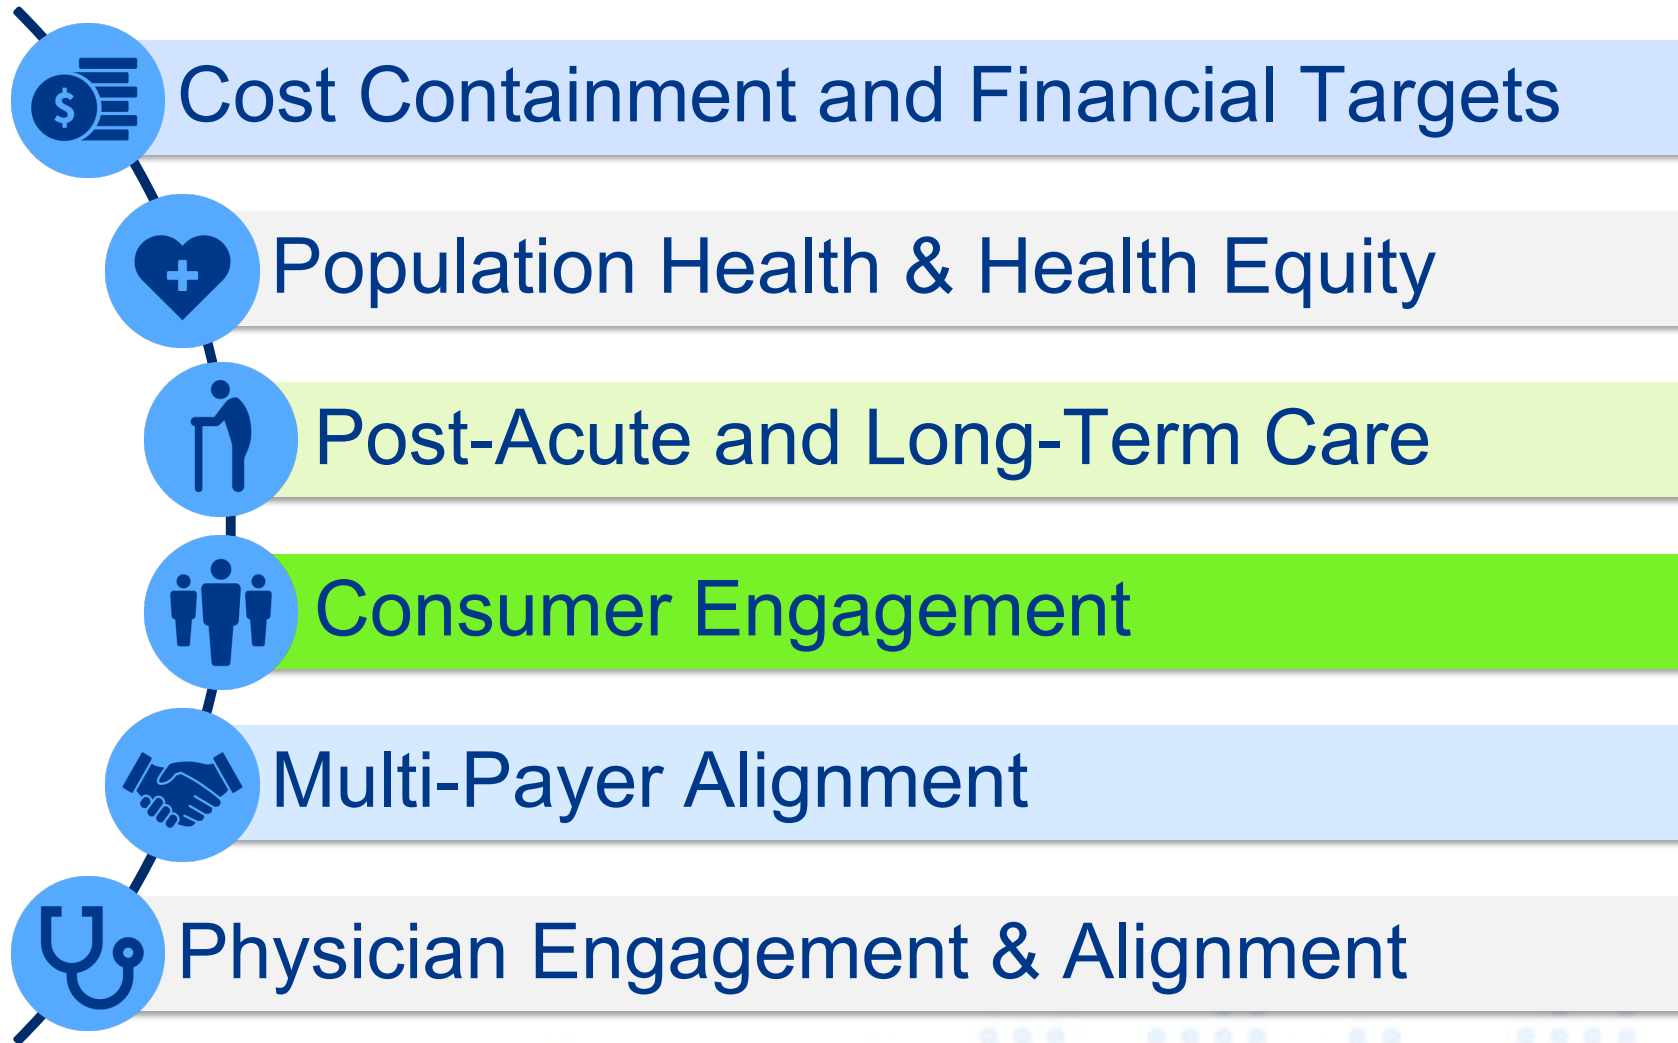 $
Cost Containment and Financial Targets
Population Health & Health Equity
Post-Acute and Long-Term Care
Consumer Engagement
Multi-Payer Alignment
Physician Engagement & Alignment